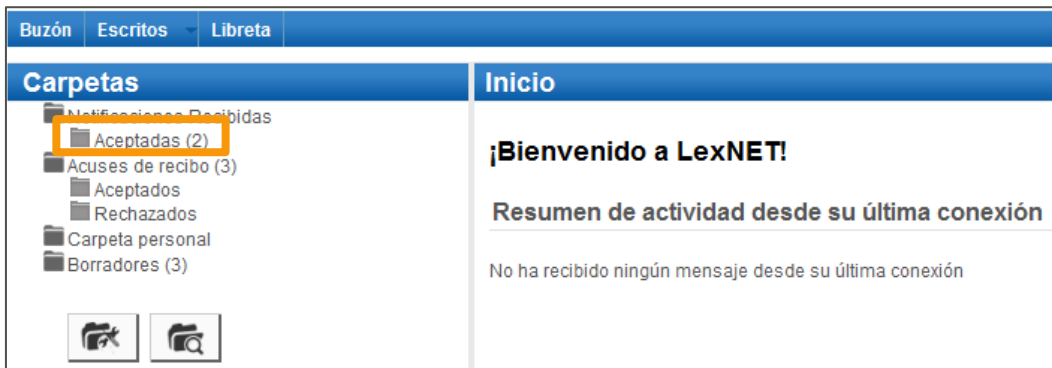 Buzón Escritos Libreta
Carpetas
Notificaciones Recibidas
Aceptadas (2)
Acuses de recibo (3)
Aceptados
Rechazados
Carpeta personal
Borradores (3)
Inicio
¡Bienvenido a LexNET!
Resumen de actividad desde su última conexión
No ha recibido ningún mensaje desde su última conexión